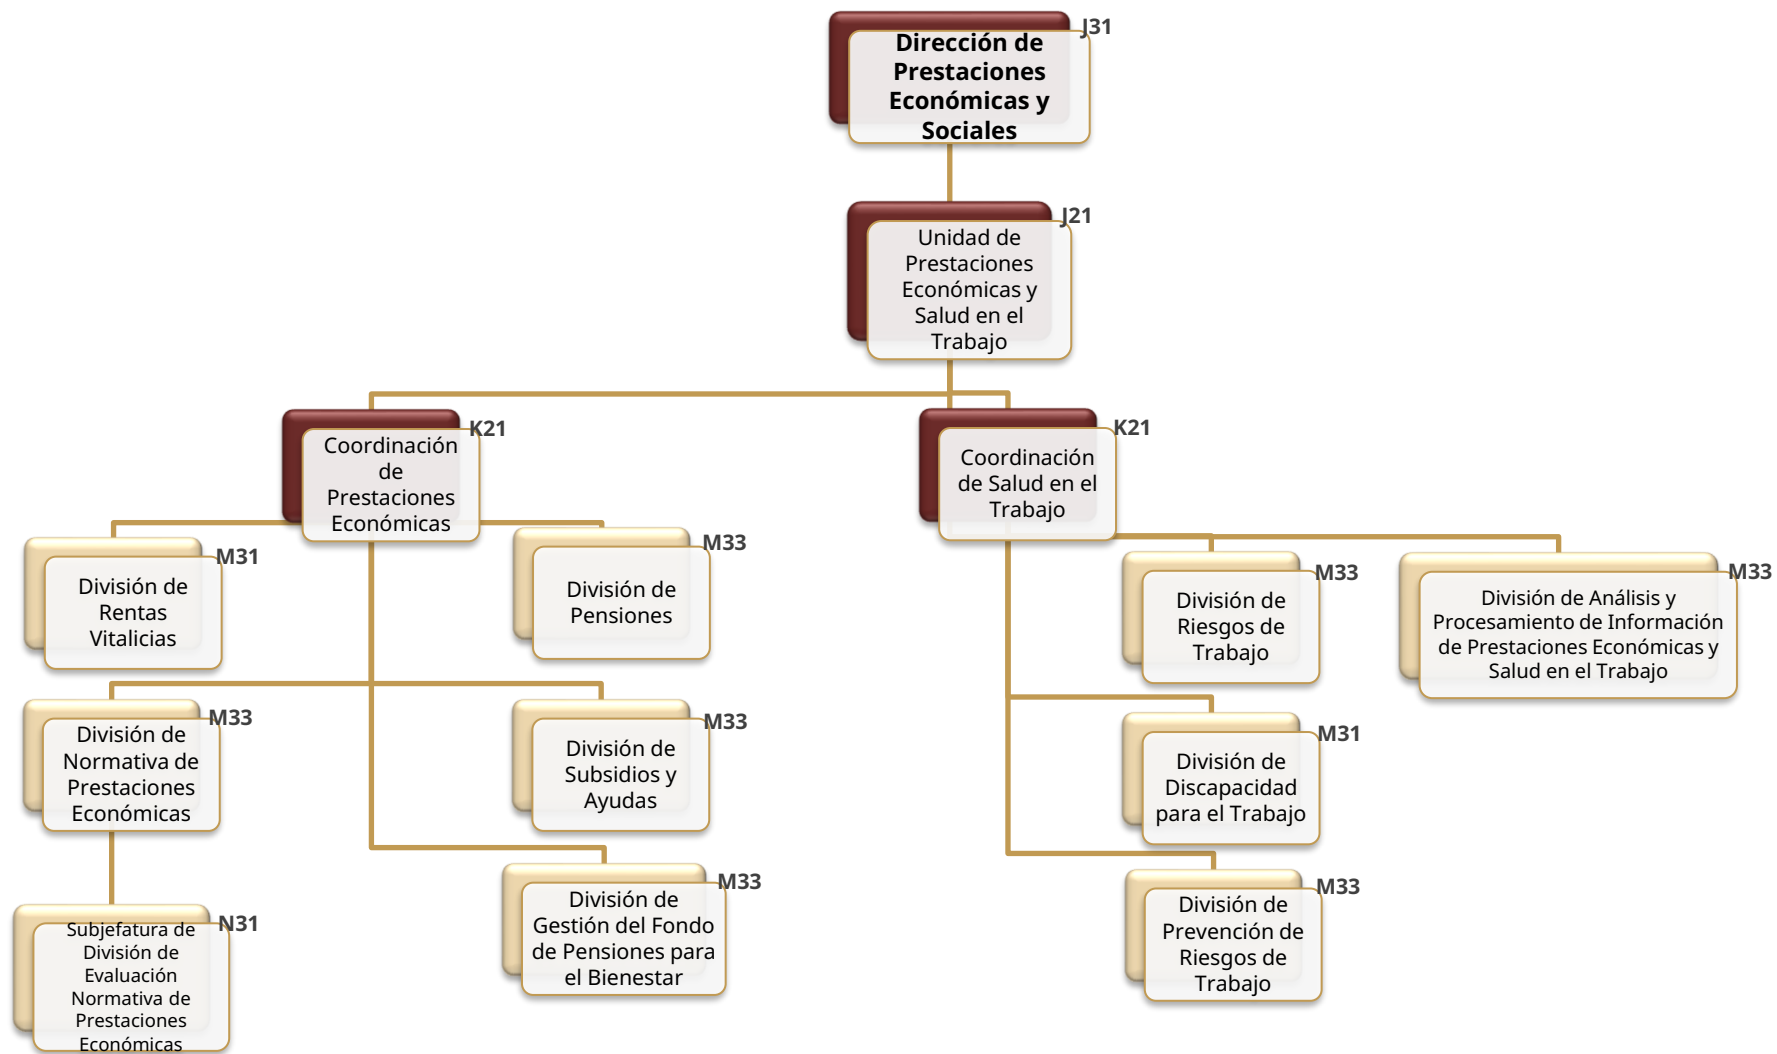 J31
Dirección de
Prestaciones
Económicas y
Sociales
J21
Unidad de
Prestaciones
Económicas y
Salud en el
Trabajo
K21
Coordinación
de
Prestaciones
Económicas
K21
Coordinación
de Salud en el
Trabajo
M31
División de
Rentas
Vitalicias
M33
División de
Pensiones
M33
División de
Riesgos de
Trabajo
M33
División de Análisis y
Procesamiento de Información
de Prestaciones Económicas y
Salud en el Trabajo
M33
División de
Normativa de
Prestaciones
Económicas
M33
División de
Subsidios y
Ayudas
M31
División de
Discapacidad
para el Trabajo
N31
Subjefatura de
División de
Evaluación
Normativa de
Prestaciones
Económicas
M33
División de
Gestión del Fondo
de Pensiones para
el Bienestar
M33
División de
Prevención de
Riesgos de
Trabajo